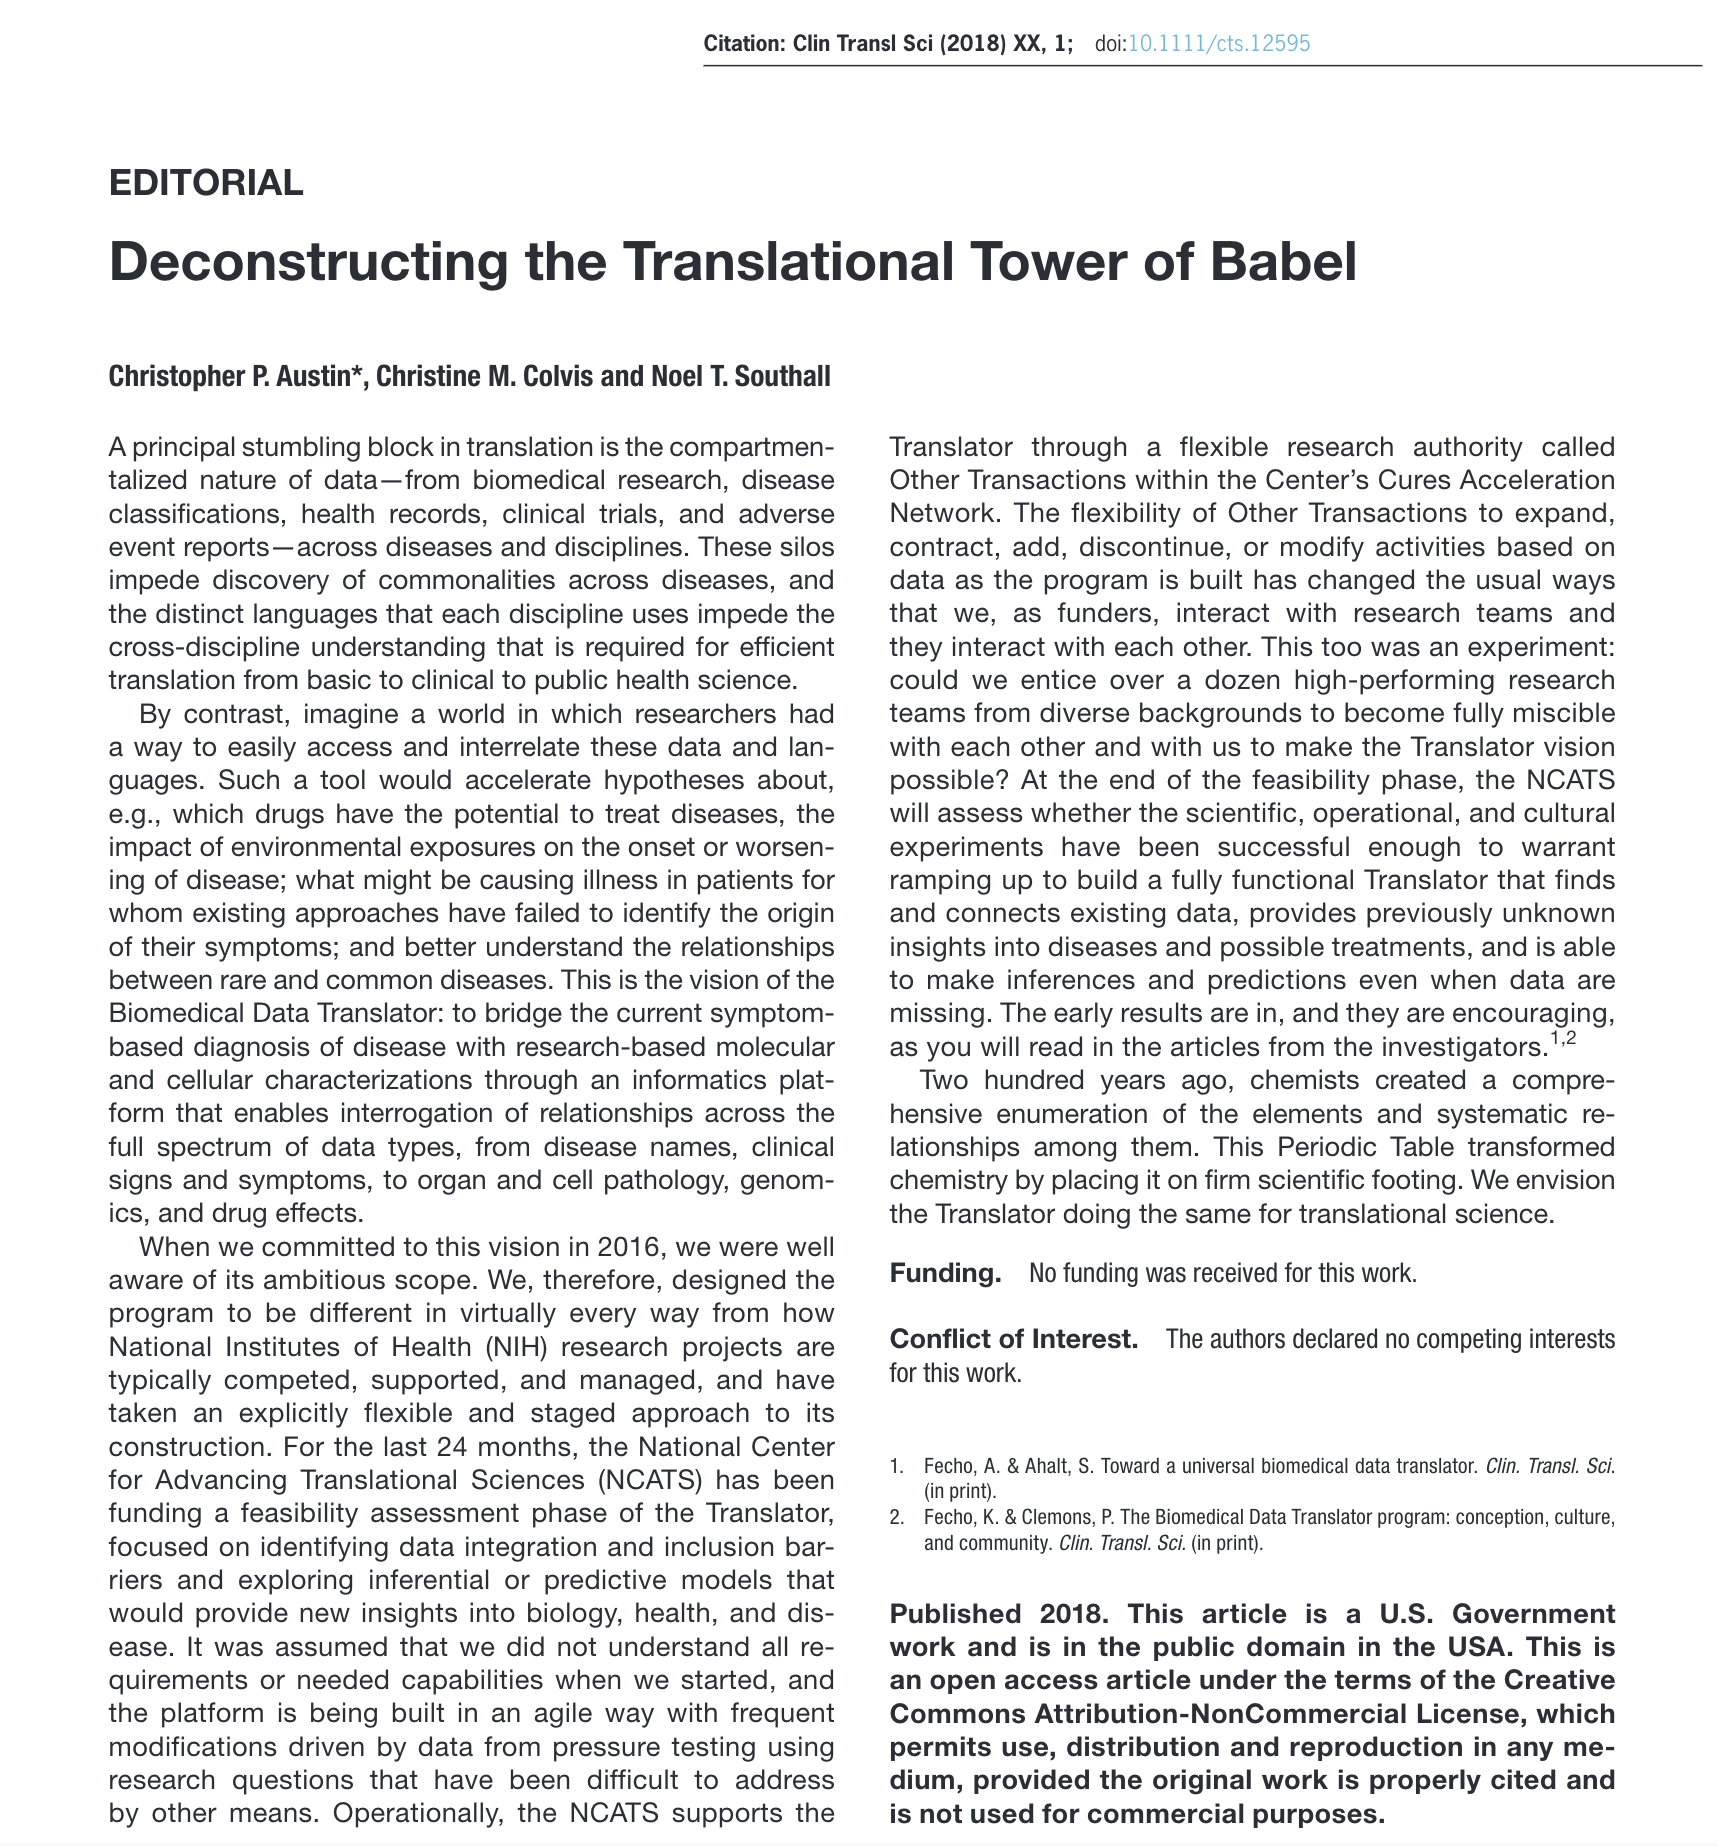 Citation: Clin Transl Sci (2018) XX, 1; doi:10.1111/cts.12595
EDITORIAL
Deconstructing the Translational Tower of Babel
Christopher P. Austin*, Christine M. Colvis and Noel T. Southall
A principal stumbling block in translation is the compartmen-
talized nature of data—from biomedical research, disease
classifications, health records, clinical trials, and adverse
event reports—across diseases and disciplines. These silos
impede discovery of commonalities across diseases, and
the distinct languages that each discipline uses impede the
cross-discipline understanding that is required for efficient
translation from basic to clinical to public health science.
By contrast, imagine a world in which researchers had
a way to easily access and interrelate these data and lan-
guages. Such a tool would accelerate hypotheses about,
e.g., which drugs have the potential to treat diseases, the
impact of environmental exposures on the onset or worsen-
ing of disease; what might be causing illness in patients for
whom existing approaches have failed to identify the origin
of their symptoms; and better understand the relationships
between rare and common diseases. This is the vision of the
Biomedical Data Translator: to bridge the current symptom-
based diagnosis of disease with research-based molecular
and cellular characterizations through an informatics plat-
form that enables interrogation of relationships across the
full spectrum of data types, from disease names, clinical
signs and symptoms, to organ and cell pathology, genom-
ics, and drug effects.
When we committed to this vision in 2016, we were well
aware of its ambitious scope. We, therefore, designed the
program to be different in virtually every way from how
National Institutes of Health (NIH) research projects are
typically competed, supported, and managed, and have
taken an explicitly flexible and staged approach to its
construction. For the last 24 months, the National Center
for Advancing Translational Sciences (NCATS) has been
funding a feasibility assessment phase of the Translator,
focused on identifying data integration and inclusion bar-
riers and exploring inferential or predictive models that
would provide new insights into biology, health, and dis-
ease. It was assumed that we did not understand all re-
quirements or needed capabilities when we started, and
the platform is being built in an agile way with frequent
modifications driven by data from pressure testing using
research questions that have been difficult to address
by other means. Operationally, the NCATS supports the
Translator through a flexible research authority called
Other Transactions within the Center’s Cures Acceleration
Network. The flexibility of Other Transactions to expand,
contract, add, discontinue, or modify activities based on
data as the program is built has changed the usual ways
that we, as funders, interact with research teams and
they interact with each other. This too was an experiment:
could we entice over a dozen high-performing research
teams from diverse backgrounds to become fully miscible
with each other and with us to make the Translator vision
possible? At the end of the feasibility phase, the NCATS
will assess whether the scientific, operational, and cultural
experiments have been successful enough to warrant
ramping up to build a fully functional Translator that finds
and connects existing data, provides previously unknown
insights into diseases and possible treatments, and is able
to make inferences and predictions even when data are
missing. The early results are in, and they are encouraging,
as you will read in the articles from the investigators.1,2
Two hundred years ago, chemists created a compre-
hensive enumeration of the elements and systematic re-
lationships among them. This Periodic Table transformed
chemistry by placing it on firm scientific footing. We envision
the Translator doing the same for translational science.
Funding. No funding was received for this work.
Conflict of Interest. The authors declared no competing interests
for this work.
1. Fecho, A. & Ahalt, S. Toward a universal biomedical data translator. Clin. Transl. Sci.
(in print).
2. Fecho, K. & Clemons, P. The Biomedical Data Translator program: conception, culture,
and community. Clin. Transl. Sci. (in print).
Published 2018. This article is a U.S. Government
work and is in the public domain in the USA. This is
an open access article under the terms of the Creative
Commons Attribution-NonCommercial License, which
permits use, distribution and reproduction in any me-
dium, provided the original work is properly cited and
is not used for commercial purposes.